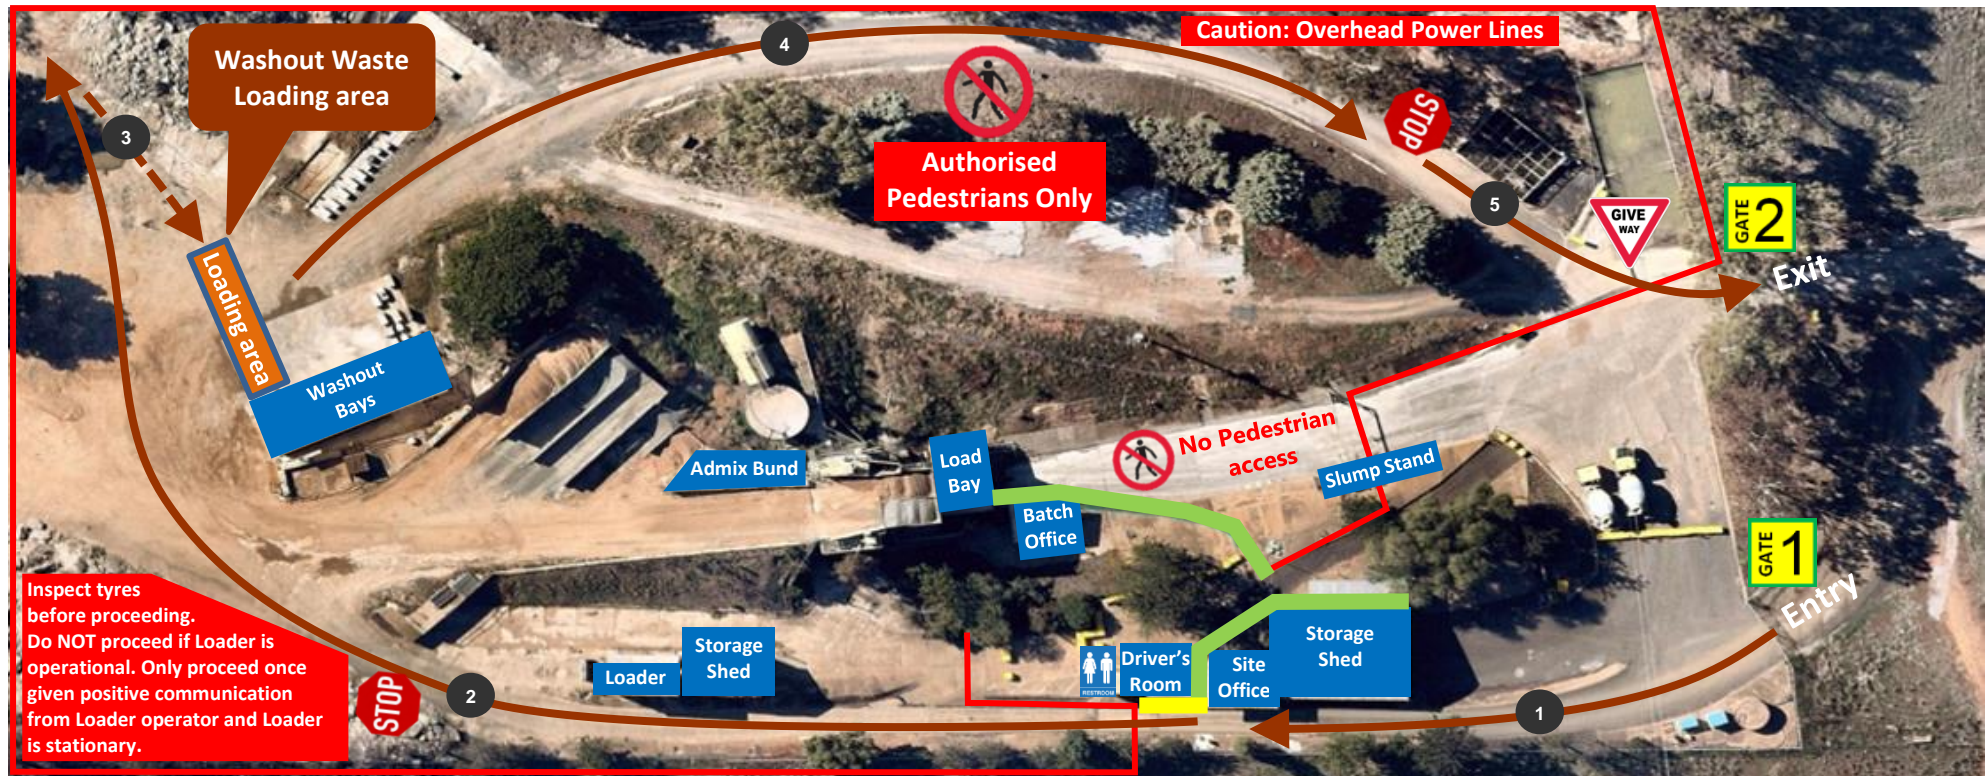 Caution: Overhead Power Lines
Washout Waste
Loading area
4
3
STOP
Authorised
Pedestrians Only
5
GIVE
WAY
GATE 2
Exit
Loading area
Washout
Bays
No Pedestrian
access
Load
Bay
Admix Bund
Slump Stand
Batch
Office
GATE 1
Entry
Inspect tyres
before proceeding.
Do NOT proceed if Loader is
operational. Only proceed once
given positive communication
from Loader operator and Loader
is stationary.
STOP
2
Loader
Storage
Shed
RESTROOM
Driver's
Room
Site
Office
Storage
Shed
1